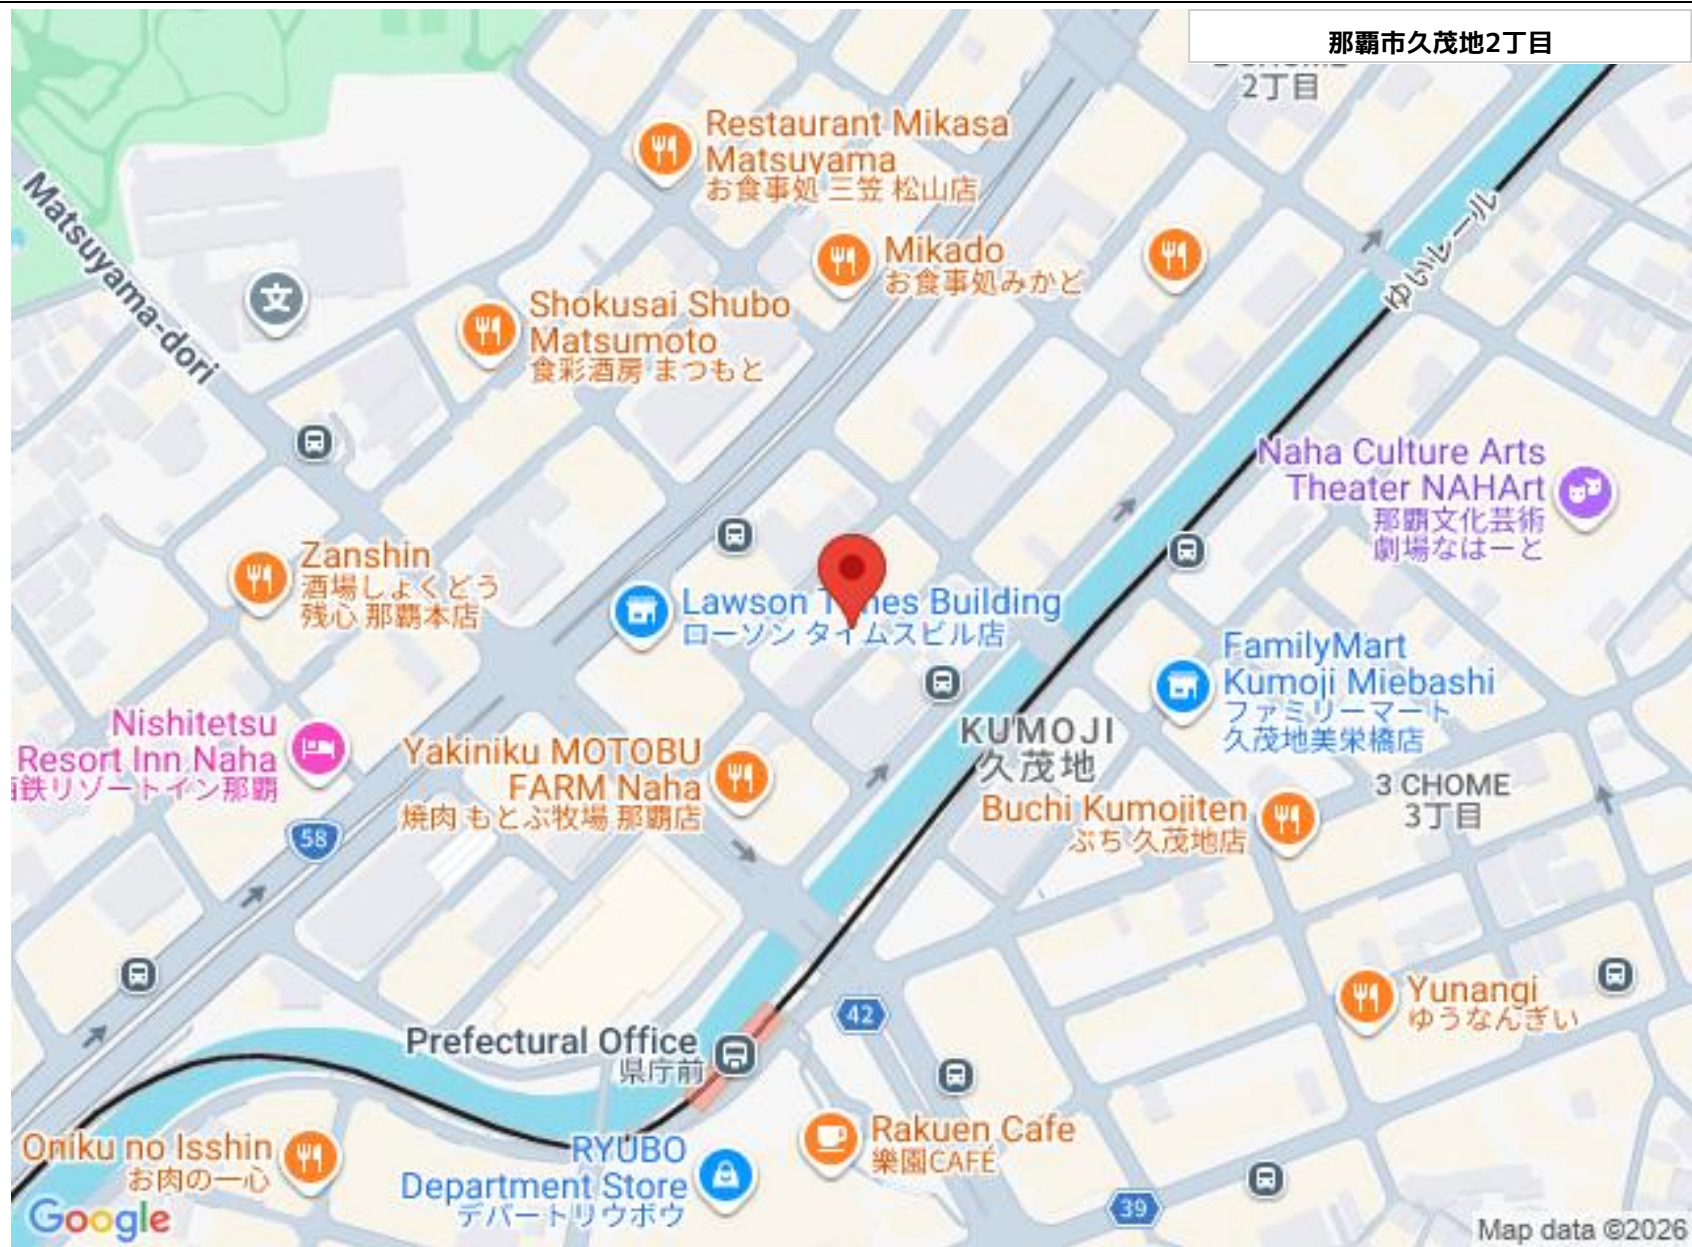 那覇市久茂地2丁目
2丁目
Restaurant Mikasa
Matsuyama
お食事処 三笠 松山店
Matsuyama-dori
ゆいレール
Mikado
お食事処みかど
文
Shokusai Shubo
Matsumoto
食彩酒房 まつもと
Naha Culture Arts
Theater NAHArt
那覇文化芸術
劇場なはーと
Zanshin
酒場しょくどう
残心 那覇本店
Lawson Building
ローソン タイムスビル店
FamilyMart
Kumoji Miebashi
ファミリーマート
久茂地美栄橋店
Nishitetsu
Resort Inn Naha
鉄リゾートイン那覇
KUMOJI
久茂地
Yakiniku MOTOBU
FARM Naha
焼肉 もとぶ牧場 那覇店
3 CHOME
3丁目
Buchi Kumojiten
ぶち 久茂地店
58
Yunangi
ゆうなんぎい
42
Prefectural Office
県庁前
Oniku no Isshin
お肉の一心
RYUBO
Department Store
デパートリウボウ
Rakuen Cafe
樂園CAFÉ
39
Google
Map data ©2026